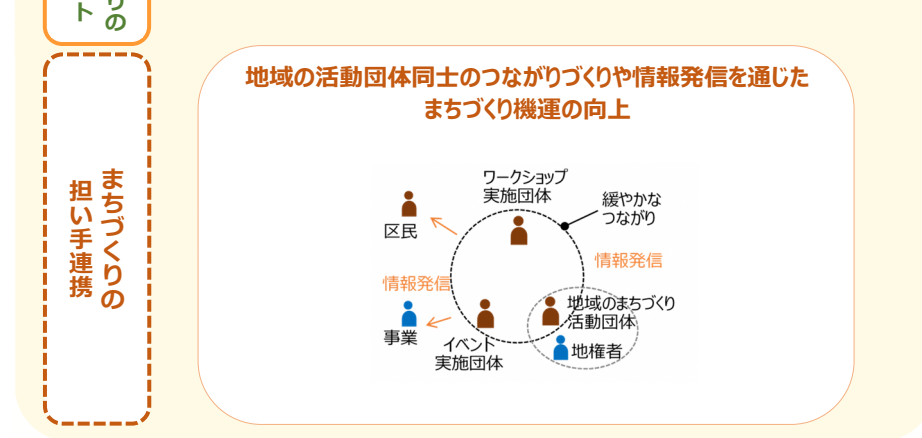 りの
ト
まちづくりの
担い手連携
地域の活動団体同士のつながりづくりや情報発信を通じた
まちづくり機運の向上
ワークショップ
実施団体
緩やかな
つながり
区民
情報発信
情報発信
事業
イベント
実施団体
地域のまちづくり
活動団体
地権者